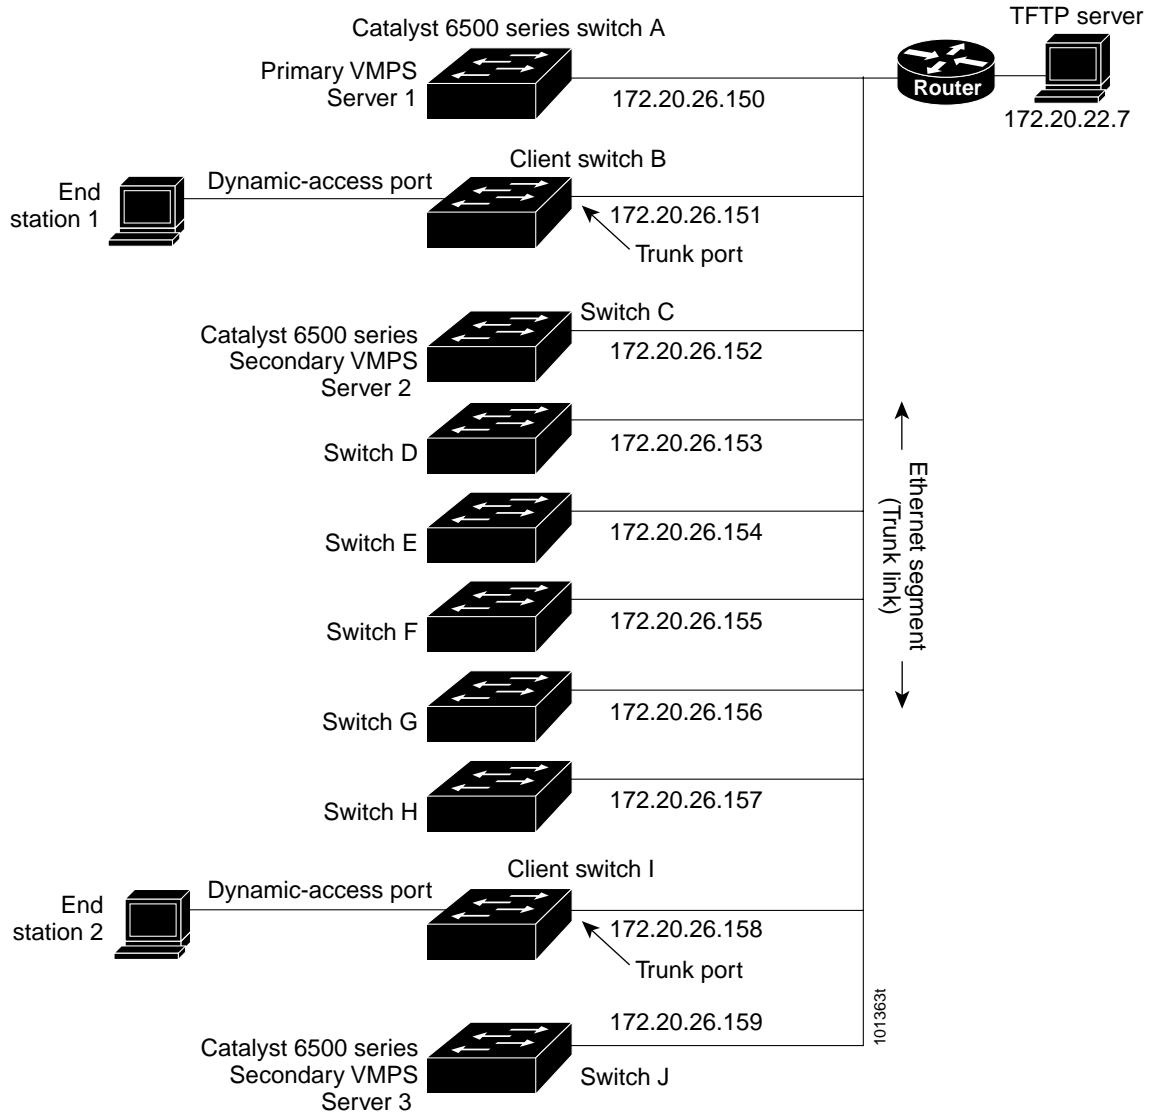 TFTP server
Catalyst 6500 series switch A
Primary VMPS
Server 1
172.20.26.150
Router
172.20.22.7
Client switch B
End
station 1
Dynamic-access port
172.20.26.151
Trunk port
Switch C
Catalyst 6500 series
Secondary VMPS
Server 2
172.20.26.152
Switch D
172.20.26.153
Ethernet segment
(Trunk link)
Switch E
172.20.26.154
Switch F
172.20.26.155
Switch G
172.20.26.156
Switch H
172.20.26.157
Client switch I
End
station 2
Dynamic-access port
172.20.26.158
Trunk port
101363t
172.20.26.159
Catalyst 6500 series
Secondary VMPS
Server 3
Switch J